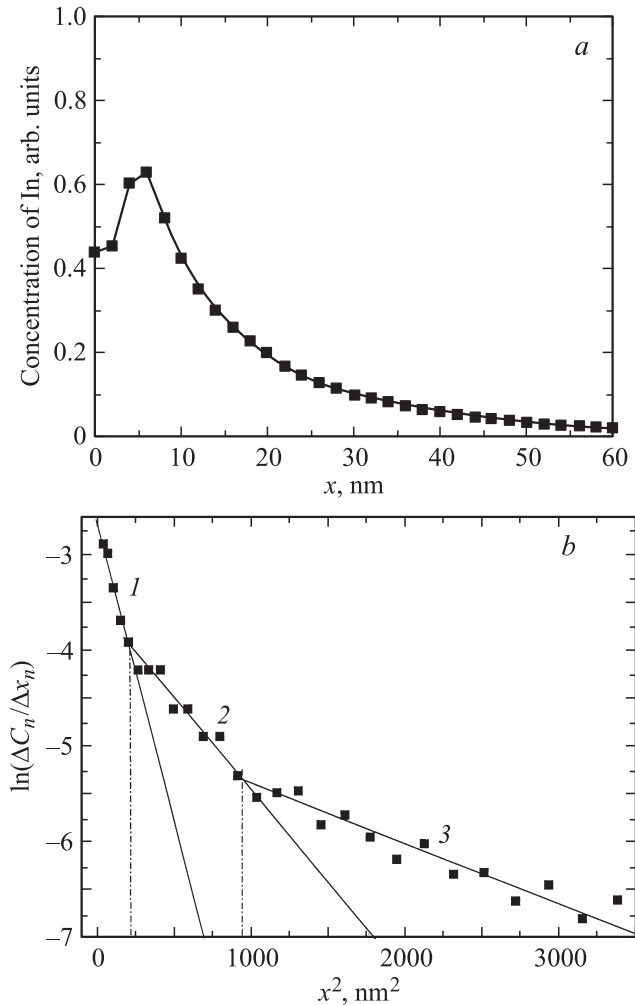 a
1.0
0.8
0.6
0.4
0.2
0
Concentration of In, arb. units
0 10 20 30 40 50 60
x, nm
b
–3
–4
–5
–6
–7
ln(ΔCₙ/Δxₙ)
1
2
3
0 1000 2000 3000
x², nm²